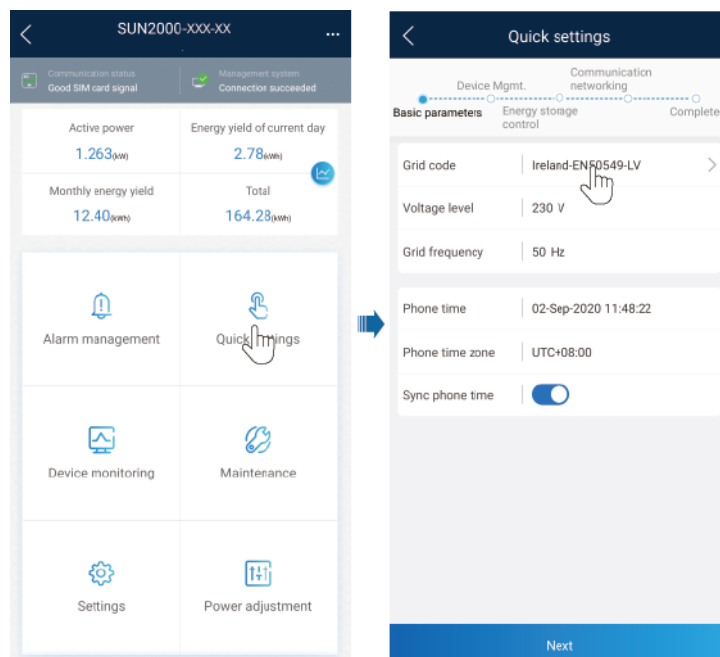 SUN2000-XXX-XX
...
Communication status
Good SIM card signal
Management system
Connection succeeded
Active power
1.263(kW)
Energy yield of current day
2.78(kWh)
Monthly energy yield
12.40(kWh)
Total
164.28(kWh)
Alarm management
Quick settings
Device monitoring
Maintenance
Settings
Power adjustment
Quick settings
Device Mgmt.
Communication
networking
Basic parameters
Energy storage
control
Complete
Grid code
Ireland-EN50549-LV
Voltage level
230 V
Grid frequency
50 Hz
Phone time
02-Sep-2020 11:48:22
Phone time zone
UTC+08:00
Sync phone time
Next